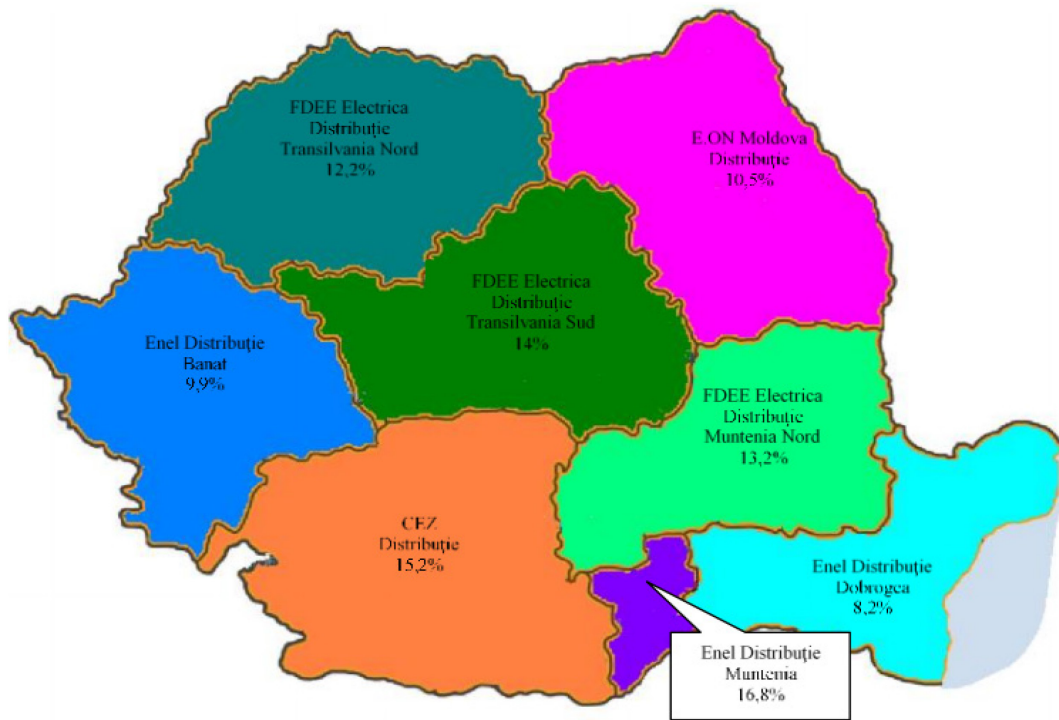 FDEE Electrica
Distribuție
Transilvania Nord
12,2%
E.ON Moldova
Distribuție
10,5%
FDEE Electrica
Distribuție
Transilvania Sud
14%
Enel Distribuție
Banat
9,9%
FDEE Electrica
Distribuție
Muntenia Nord
13,2%
CEZ
Distribuție
15,2%
Enel Distribuție
Dobrogea
8,2%
Enel Distribuție
Muntenia
16,8%